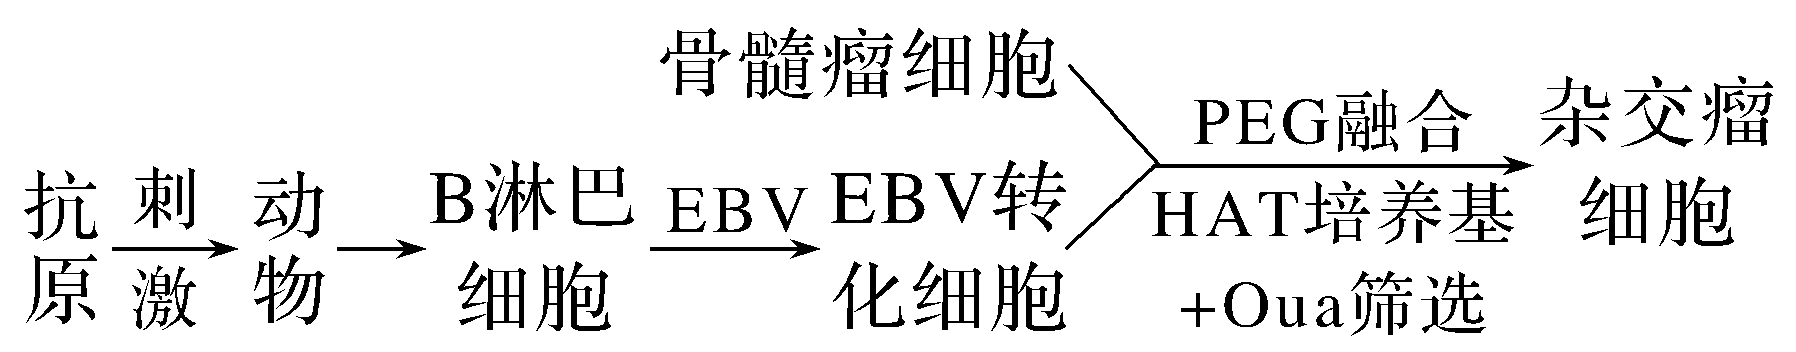 骨髓瘤细胞
抗原
刺激
动物
B淋巴细胞
EBV
EBV转化细胞
PEG融合
HAT培养基
+Oua筛选
杂交瘤细胞